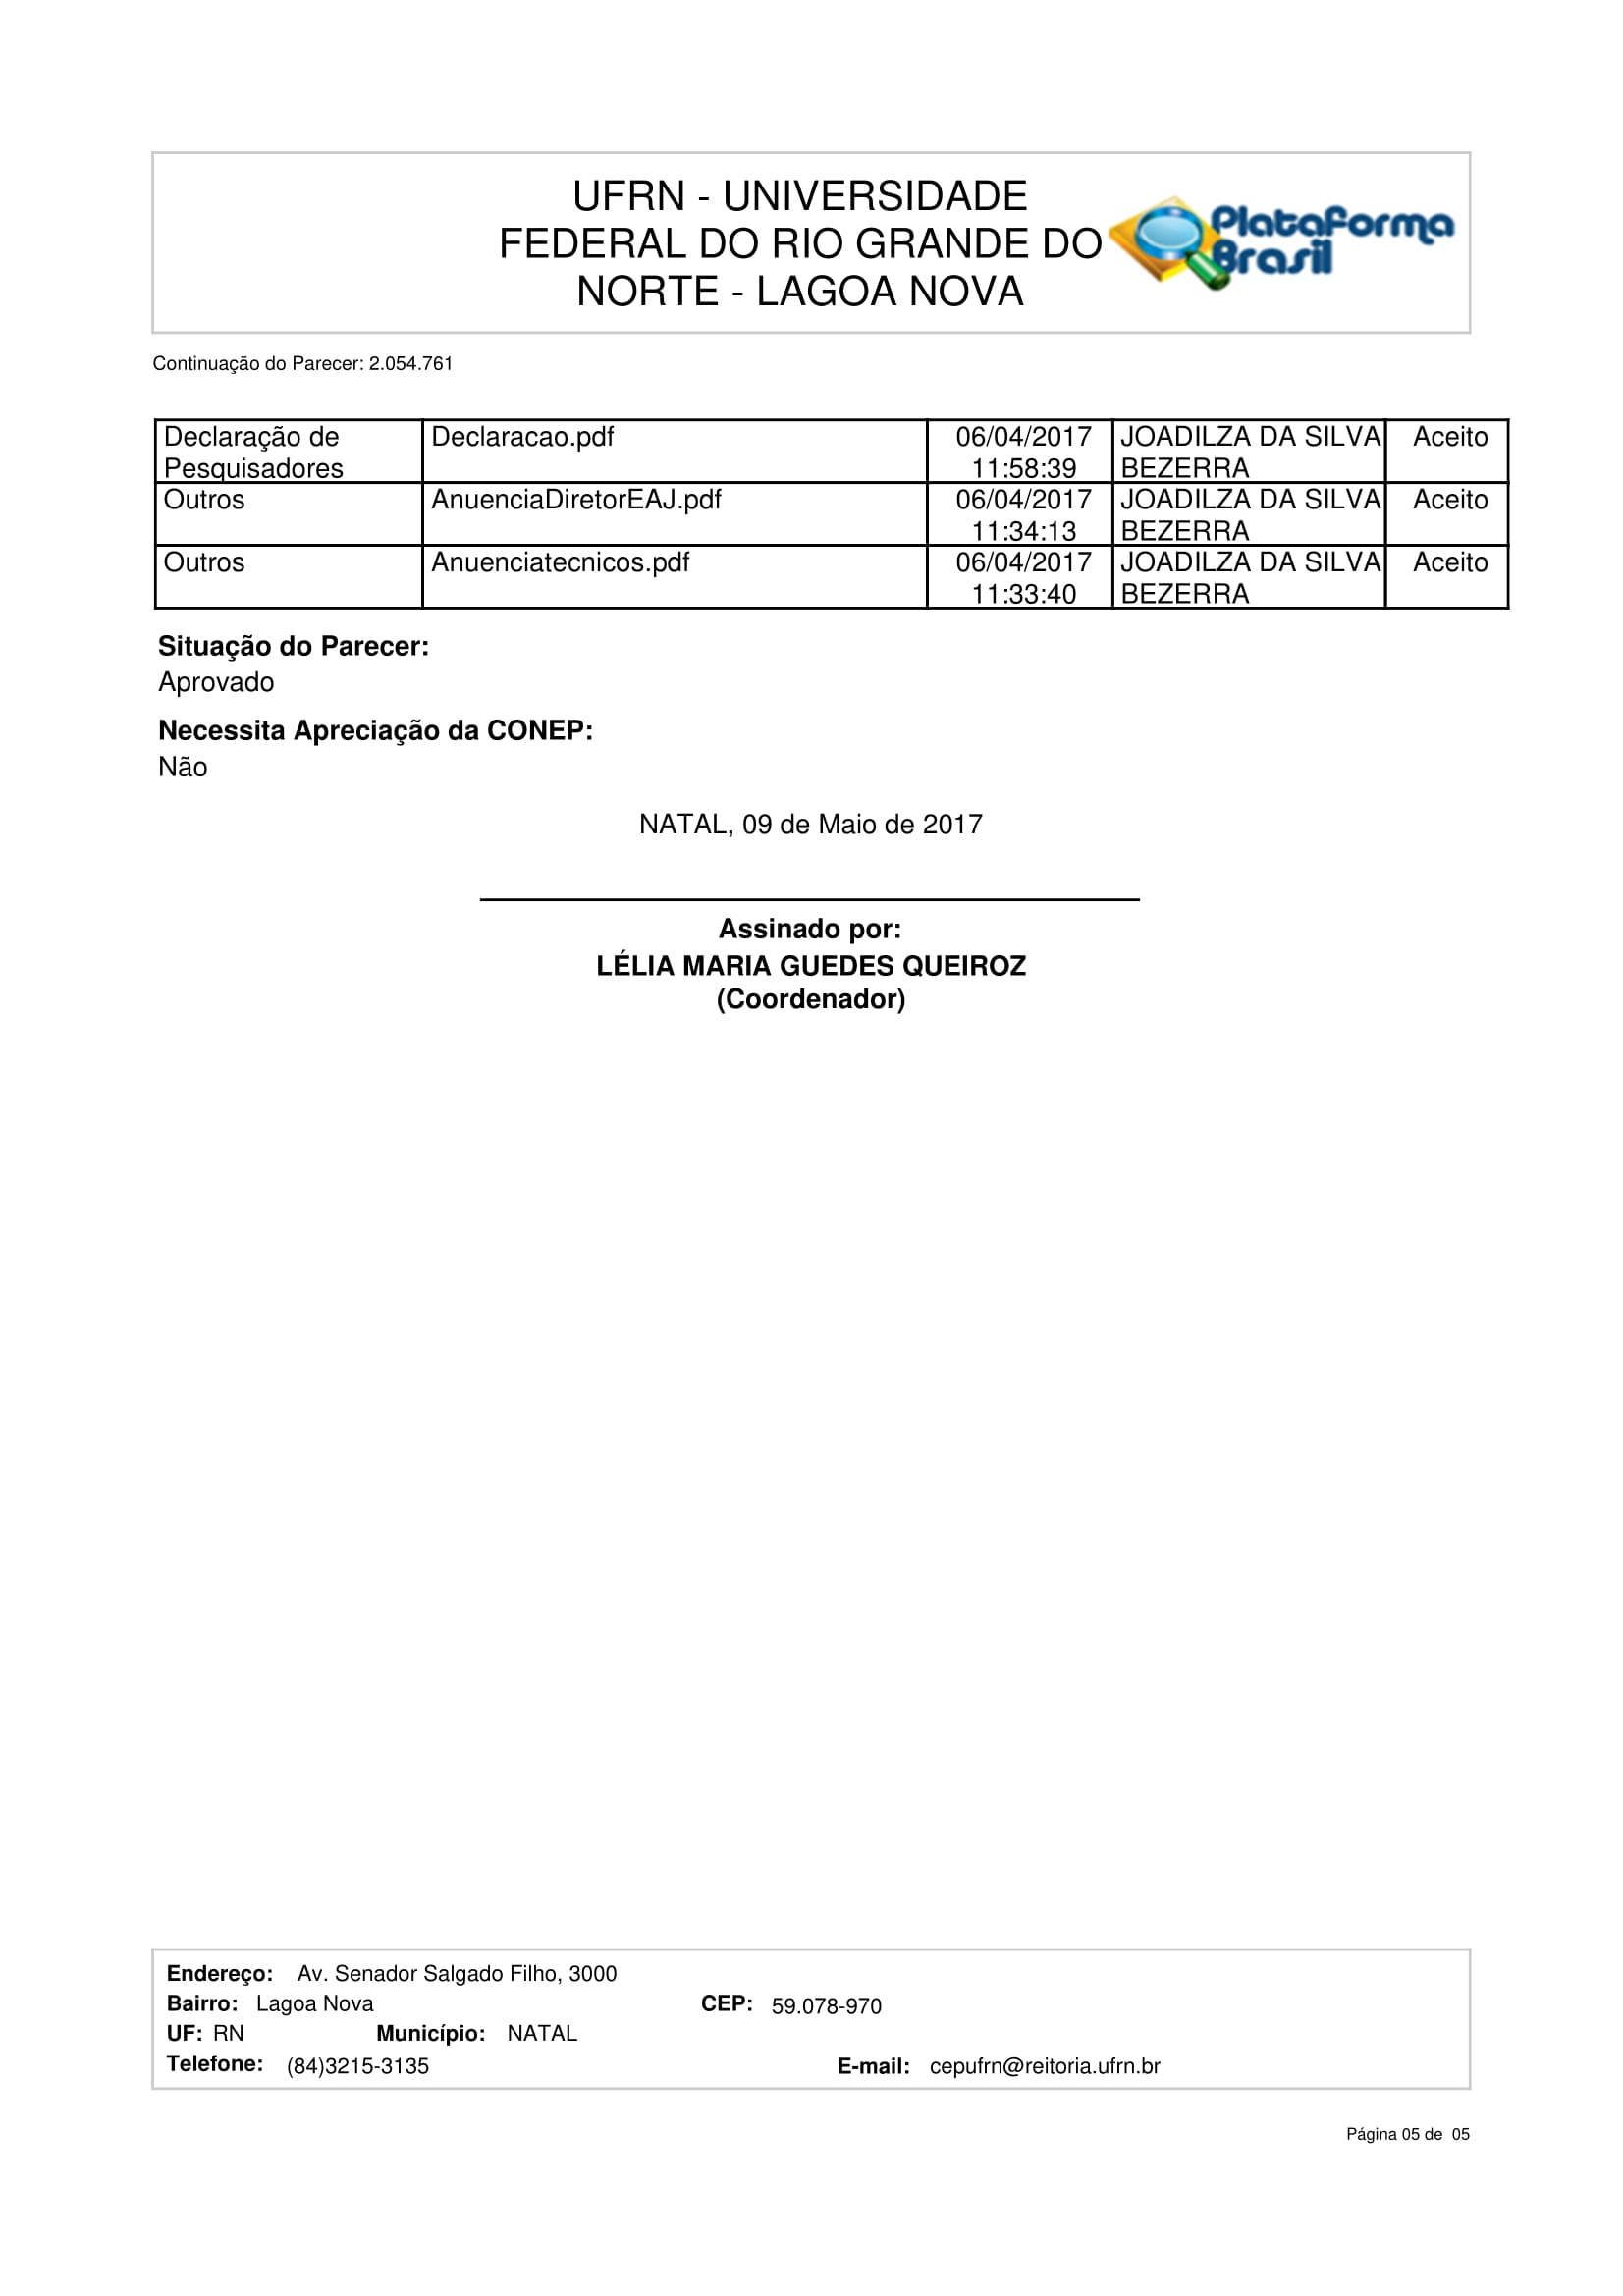 UFRN - UNIVERSIDADE
FEDERAL DO RIO GRANDE DO
NORTE - LAGOA NOVA
Plataforma
Brasil
Continuação do Parecer: 2.054.761
Declaração de Declaracao.pdf 06/04/2017 JOADILZA DA SILVA Aceito
Pesquisadores 11:58:39 BEZERRA
Outros AnuenciaDiretorEAJ.pdf 06/04/2017 JOADILZA DA SILVA Aceito
11:34:13 BEZERRA
Outros Anuenciatecnicos.pdf 06/04/2017 JOADILZA DA SILVA Aceito
11:33:40 BEZERRA
Situação do Parecer:
Aprovado
Necessita Apreciação da CONEP:
Não
NATAL, 09 de Maio de 2017
Assinado por:
LÉLIA MARIA GUEDES QUEIROZ
(Coordenador)
Endereço: Av. Senador Salgado Filho, 3000
Bairro: Lagoa Nova CEP: 59.078-970
UF: RN Município: NATAL
Telefone: (84)3215-3135 E-mail: cepufrn@reitoria.ufrn.br
Página 05 de 05